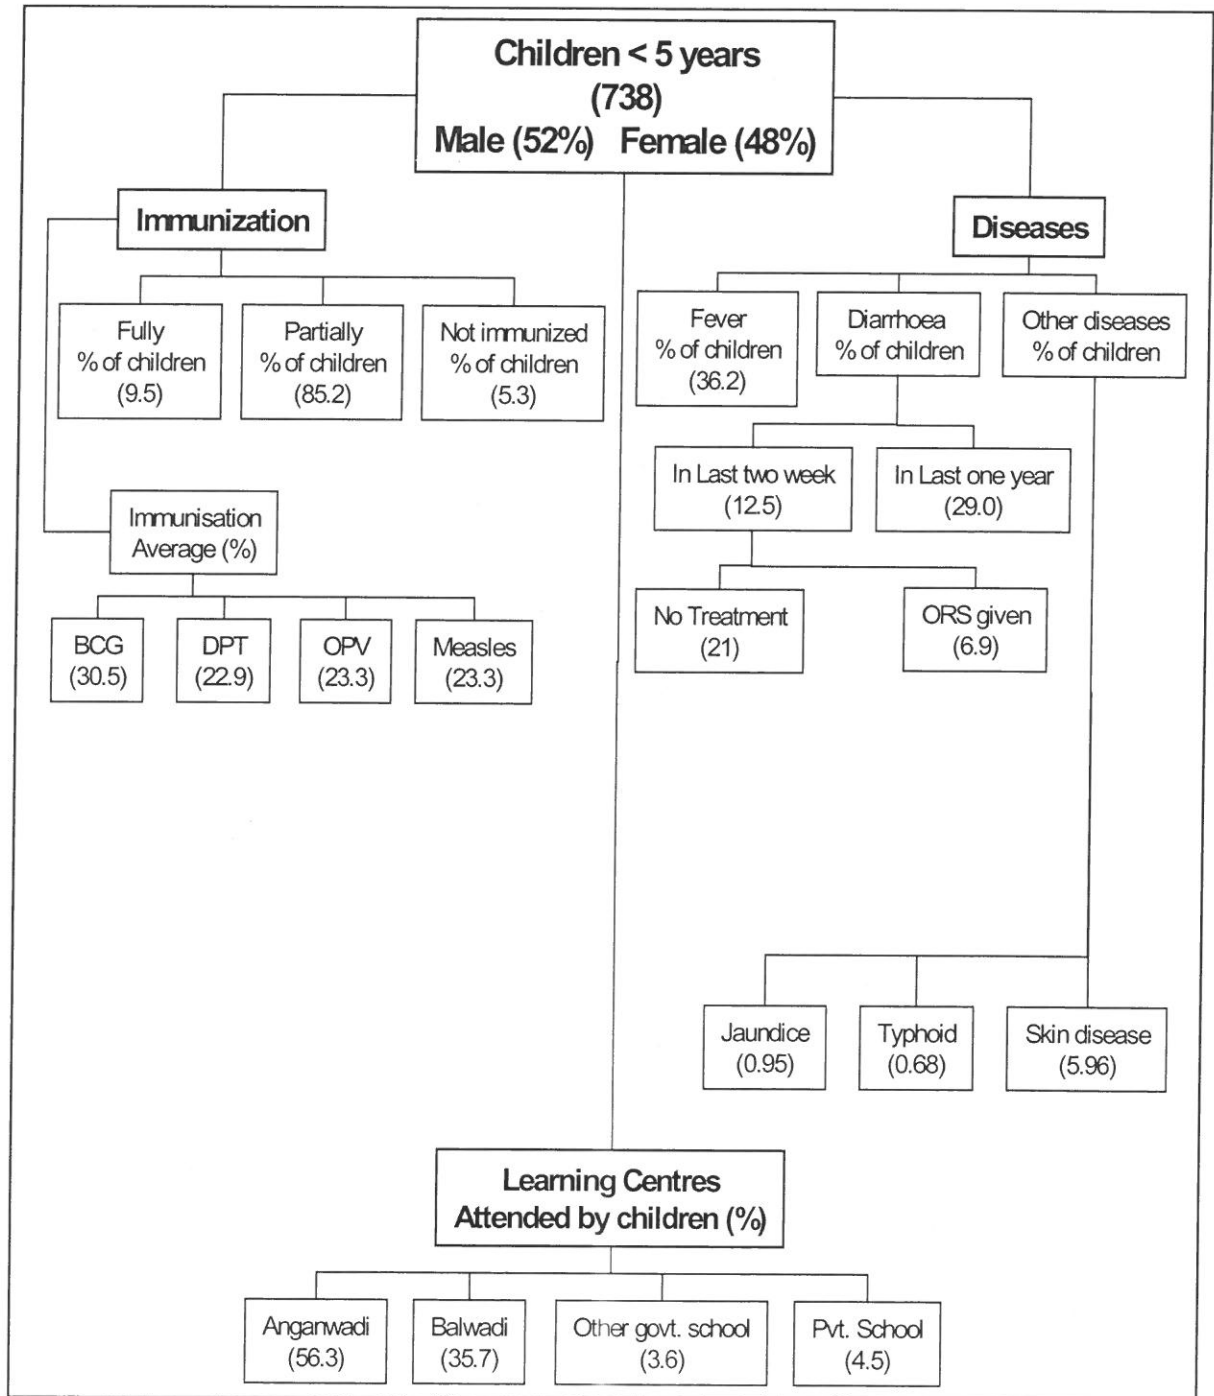 Children < 5 years
(738)
Male (52%) Female (48%)
Immunization
Diseases
Fully
% of children
(9.5)
Partially
% of children
(85.2)
Not immunized
% of children
(5.3)
Fever
% of children
(36.2)
Diarrhoea
% of children
Other diseases
% of children
In Last two week
(12.5)
In Last one year
(29.0)
Immunisation
Average (%)
No Treatment
(21)
ORS given
(6.9)
BCG
(30.5)
DPT
(22.9)
OPV
(23.3)
Measles
(23.3)
Jaundice
(0.95)
Typhoid
(0.68)
Skin disease
(5.96)
Learning Centres
Attended by children (%)
Anganwadi
(56.3)
Balwadi
(35.7)
Other govt. school
(3.6)
Pvt. School
(4.5)